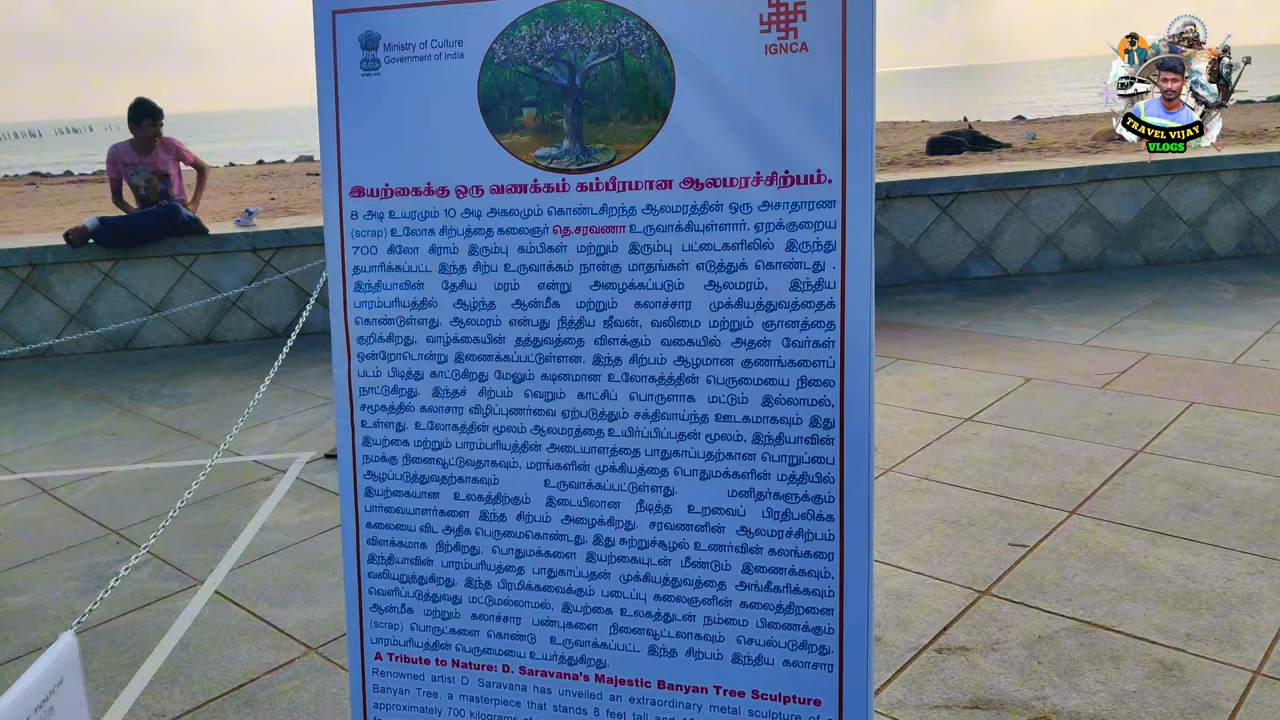 Ministry of Culture
Government of India
IGNCA
TRAVEL VIJAY
VLOGS
இயற்கைக்கு ஒரு வணக்கம் கம்பீரமான ஆலமரச்சிற்பம்.
8 அடி உயரமும் 10 அடி அகலமும் கொண்டசிறந்த ஆலமரத்தின் ஒரு அசாதாரண
(scrap) உலோக சிற்பத்தை கலைஞர் தெ.சரவணா உருவாக்கியுள்ளார். ஏறக்குறைய
700 கிலோ கிராம் இரும்பு கம்பிகள் மற்றும் இரும்பு பட்டைகளிலில் இருந்து
தயாரிக்கப்பட்ட இந்த சிற்ப உருவாக்கம் நான்கு மாதங்கள் எடுத்துக் கொண்டது .
இந்தியாவின் தேசிய மரம் என்று அழைக்கப்படும் ஆலமரம், இந்திய
பாரம்பரியத்தில் ஆழ்ந்த ஆன்மீக மற்றும் கலாச்சார முக்கியத்துவத்தைக்
கொண்டுள்ளது. ஆலமரம் என்பது நித்திய ஜீவன், வலிமை மற்றும் ஞானத்தை
குறிக்கிறது, வாழ்க்கையின் தத்துவத்தை விளக்கும் வகையில் அதன் வேர்கள்
ஒன்றோடொன்று இணைக்கப்பட்டுள்ளன. இந்த சிற்பம் ஆழமான குணங்களைப்
படம் பிடித்து காட்டுகிறது மேலும் கடினமான உலோகத்த்தின் பெருமையை நிலை
நாட்டுகிறது. இந்தச் சிற்பம் வெறும் காட்சிப் பொருளாக மட்டும் இல்லாமல்,
சமூகத்தில் கலாசார விழிப்புணர்வை ஏற்படுத்தும் சக்திவாய்ந்த ஊடகமாகவும் இது
உள்ளது. உலோகத்தின் மூலம் ஆலமரத்தை உயிர்ப்பிப்பதன் மூலம், இந்தியாவின்
இயற்கை மற்றும் பாரம்பரியத்தின் அடையாளத்தை பாதுகாப்பதற்கான பொறுப்பை
நமக்கு நினைவூட்டுவதாகவும், மரங்களின் முக்கியத்தை பொதுமக்களின் மத்தியில்
ஆழப்படுத்துவதற்காகவும் உருவாக்கப்பட்டுள்ளது. மனிதர்களுக்கும்
இயற்கையான உலகத்திற்கும் இடையிலான நீடித்த உறவைப் பிரதிபலிக்க
பார்வையாளர்களை இந்த சிற்பம் அழைக்கிறது. சரவணனின் ஆலமரச்சிற்பம்
கலையை விட அதிக பெருமைகொண்டது, இது சுற்றுச்சூழல் உணர்வின் கலங்கரை
விளக்கமாக நிற்கிறது, பொதுமக்களை இயற்கையுடன் மீண்டும் இணைக்கவும்,
இந்தியாவின் பாரம்பரியத்தை பாதுகாப்பதன் முக்கியத்துவத்தை அங்கீகரிக்கவும்
வலியுறுத்துகிறது. இந்த பிரமிக்கவைக்கும் படைப்பு கலைஞனின் கலைத்திறனை
வெளிப்படுத்துவது மட்டுமல்லாமல், இயற்கை உலகத்துடன் நம்மை பிணைக்கும்
ஆன்மீக மற்றும் கலாச்சார பண்புகளை நினைவூட்டலாகவும் செயல்படுகிறது.
(scrap) பொருட்களை கொண்டு உருவாக்கப்பட்ட இந்த சிற்பம் இந்திய கலாசார
பாரம்பரியத்தின் பெருமையை உயர்த்துகிறது.
A Tribute to Nature: D. Saravana's Majestic Banyan Tree Sculpture
Renowned artist D. Saravana has unveiled an extraordinary metal sculpture of a
Banyan Tree, a masterpiece that stands 8 feet tall and
approximately 700 kilograms of